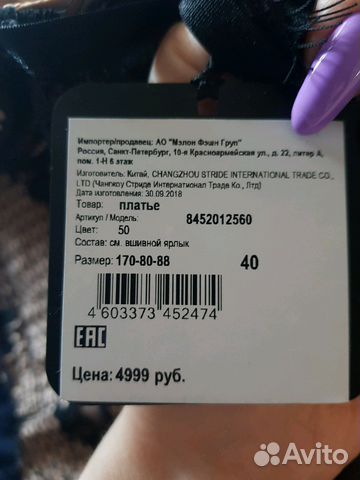 Импортер/продавец: АО "Мэлон Фэшн Груп"
Россия, Санкт-Петербург, 10-я Красноармейская ул., д. 22, литер А,
пом. 1-Н 6 этаж
Изготовитель: Китай, CHANGZHOU STRIDE INTERNATIONAL TRADE CO.,
LTD (Чангжоу Стриде Интернатионал Трade Ко., Лтд)
Дата изготовления: 30.09.2018
Товар: платье
Артикул / Модель: 8452012560
Цвет: 50
Состав: см. вшивной ярлык
Размер: 170-80-88 40
4 603373 452474
EAC
Цена: 4999 руб.
Avito